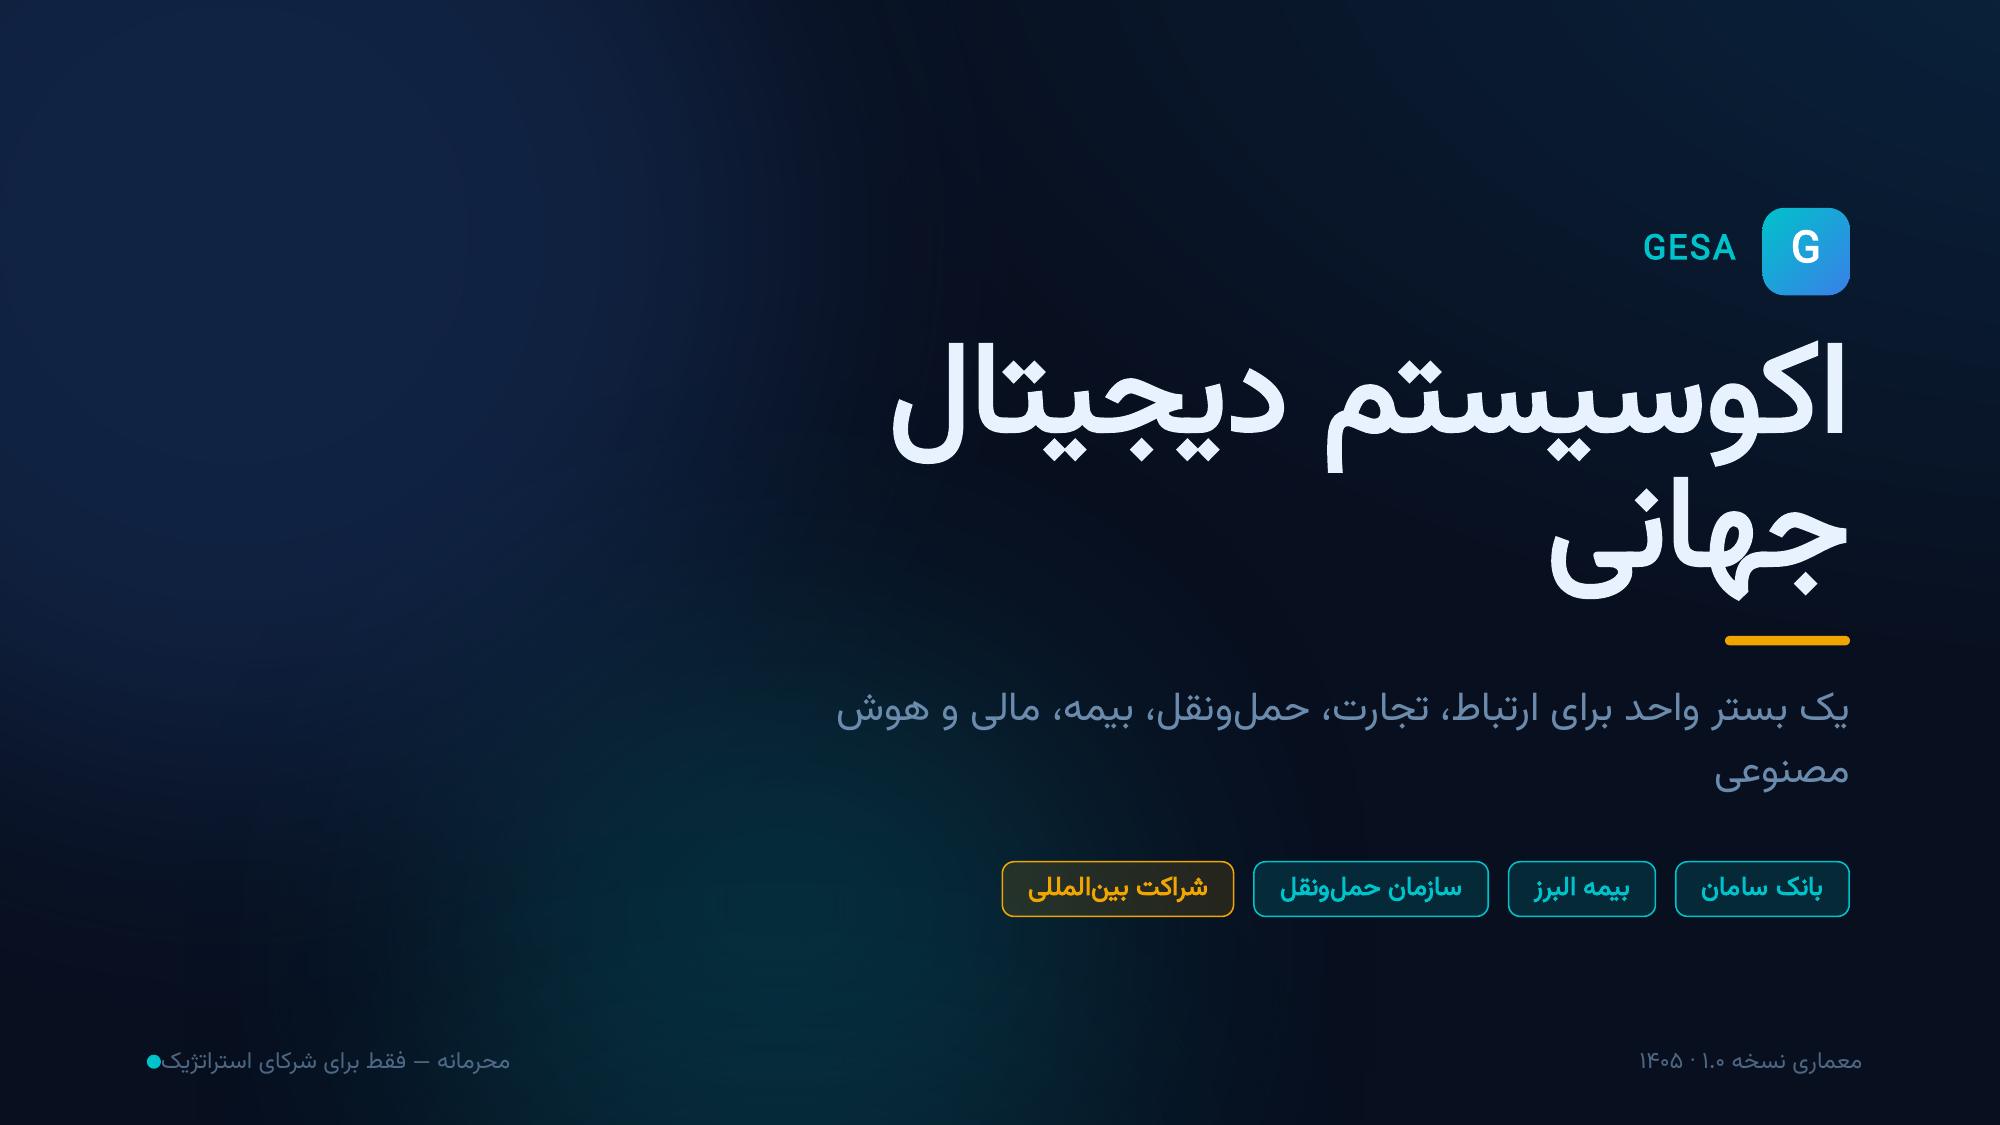 G
GESA
اکوسیستم دیجیتال
جهانی
یک بستر واحد برای ارتباط، تجارت، حمل‌ونقل، بیمه، مالی و هوش
مصنوعی
بانک سامان
بیمه البرز
سازمان حمل‌ونقل
شراکت بین‌المللی
معماری نسخه ۱.۰ · ۱۴۰۵
محرمانه — فقط برای شرکای استراتژیک